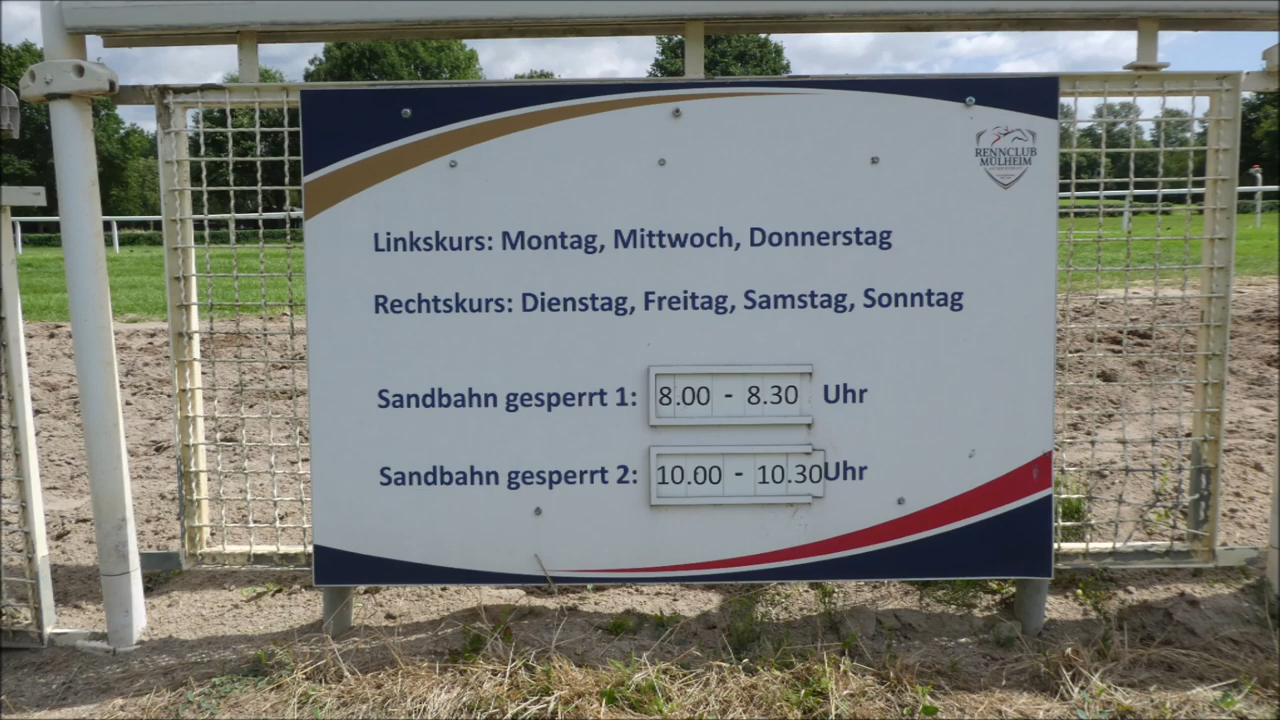 RENNCLUB
MÜLHEIM
Linkskurs: Montag, Mittwoch, Donnerstag
Rechtskurs: Dienstag, Freitag, Samstag, Sonntag
Sandbahn gesperrt 1: 8.00 - 8.30 Uhr
Sandbahn gesperrt 2: 10.00 - 10.30 Uhr